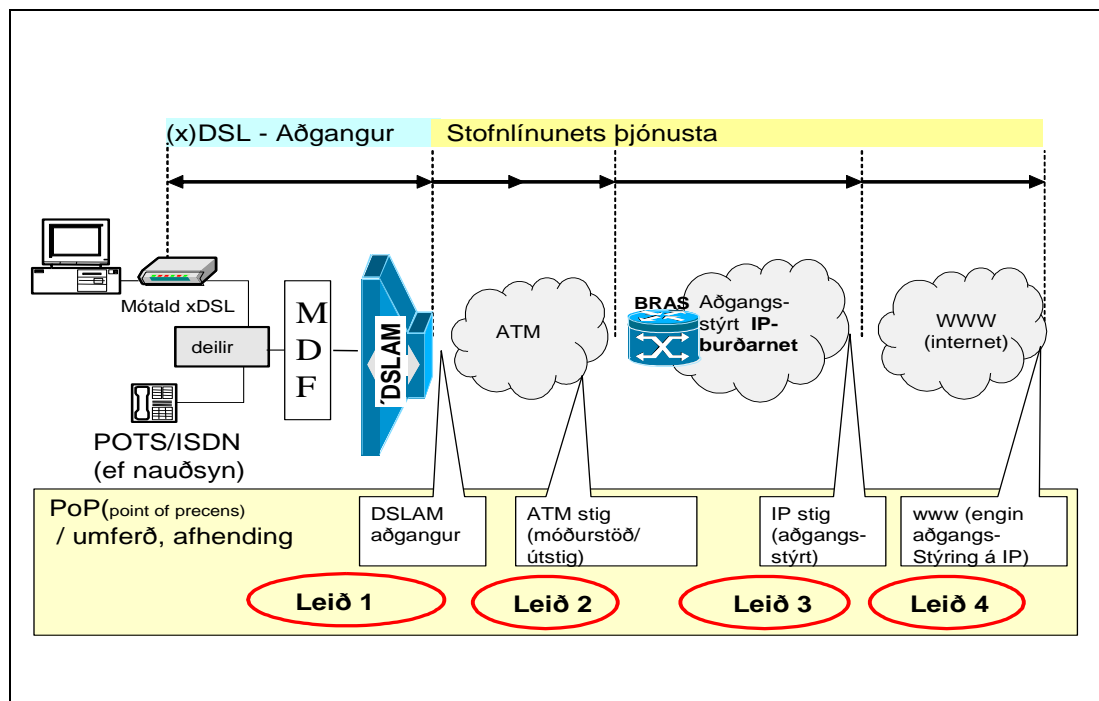 (x)DSL - Aðgangur
Stofnlínunets þjónusta
Mótald xDSL
deilir
POTS/ISDN
(ef nauðsyn)
M
D
F
´DSLAM
ATM
BRAS
Aðgangs-
stýrt IP-
burðarnet
WWW
(internet)
PoP(point of precens)
/ umferð, afhending
DSLAM
aðgangur
ATM stig
(móðurstöð/
útstig)
IP stig
(aðgangs-
stýrt)
www (engin
aðgangs-
Stýring á IP)
Leið 1
Leið 2
Leið 3
Leið 4